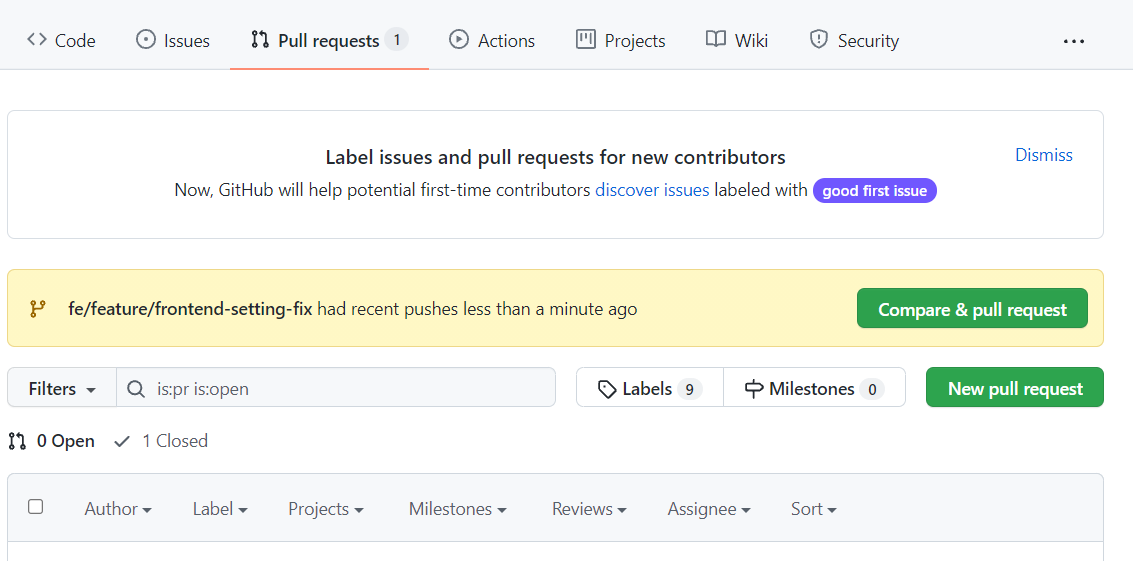 Code Issues Pull requests 1 Actions Projects Wiki Security ...
Label issues and pull requests for new contributors
Dismiss
Now, GitHub will help potential first-time contributors discover issues labeled with good first issue
fe/feature/frontend-setting-fix had recent pushes less than a minute ago
Compare & pull request
Filters is:pr is:open Labels 9 Milestones 0 New pull request
0 Open 1 Closed
Author Label Projects Milestones Reviews Assignee Sort